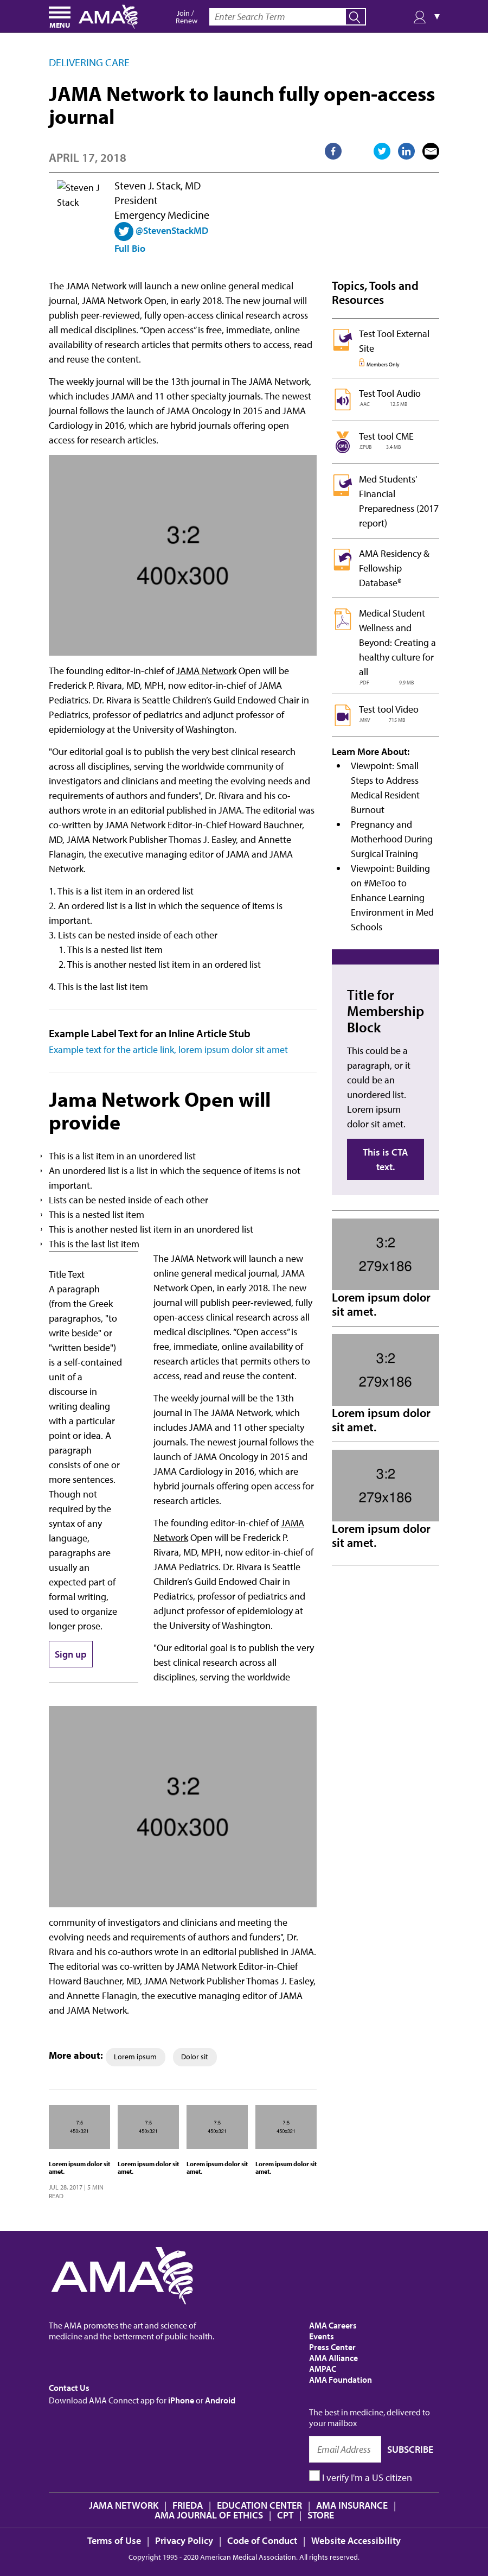 MENU
AMA
Join /
Renew
Enter Search Term
▼
DELIVERING CARE
JAMA Network to launch fully open-access
journal
APRIL 17, 2018
Steven J
Stack
Steven J. Stack, MD
President
Emergency Medicine
@StevenStackMD
Full Bio
The JAMA Network will launch a new online general medical
journal, JAMA Network Open, in early 2018. The new journal will
publish peer-reviewed, fully open-access clinical research across
all medical disciplines. “Open access” is free, immediate, online
availability of research articles that permits others to access, read
and reuse the content.
The weekly journal will be the 13th journal in The JAMA Network,
which includes JAMA and 11 other specialty journals. The newest
journal follows the launch of JAMA Oncology in 2015 and JAMA
Cardiology in 2016, which are hybrid journals offering open
access for research articles.
3:2
400x300
The founding editor-in-chief of JAMA Network Open will be
Frederick P. Rivara, MD, MPH, now editor-in-chief of JAMA
Pediatrics. Dr. Rivara is Seattle Children's Guild Endowed Chair in
Pediatrics, professor of pediatrics and adjunct professor of
epidemiology at the University of Washington.
"Our editorial goal is to publish the very best clinical research
across all disciplines, serving the worldwide community of
investigators and clinicians and meeting the evolving needs and
requirements of authors and funders", Dr. Rivara and his co-
authors wrote in an editorial published in JAMA. The editorial was
co-written by JAMA Network Editor-in-Chief Howard Bauchner,
MD, JAMA Network Publisher Thomas J. Easley, and Annette
Flanagin, the executive managing editor of JAMA and JAMA
Network.
1. This is a list item in an ordered list
2. An ordered list is a list in which the sequence of items is
important.
3. Lists can be nested inside of each other
1. This is a nested list item
2. This is another nested list item in an ordered list
4. This is the last list item
Example Label Text for an Inline Article Stub
Example text for the article link, lorem ipsum dolor sit amet
Jama Network Open will
provide
This is a list item in an unordered list
An unordered list is a list in which the sequence of items is not
important.
Lists can be nested inside of each other
This is a nested list item
This is another nested list item in an unordered list
This is the last list item
Title Text
A paragraph
(from the Greek
paragraphos, "to
write beside" or
"written beside")
is a self-contained
unit of a
discourse in
writing dealing
with a particular
point or idea. A
paragraph
consists of one or
more sentences.
Though not
required by the
syntax of any
language,
paragraphs are
usually an
expected part of
formal writing,
used to organize
longer prose.
Sign up
The JAMA Network will launch a new
online general medical journal, JAMA
Network Open, in early 2018. The new
journal will publish peer-reviewed, fully
open-access clinical research across all
medical disciplines. “Open access” is
free, immediate, online availability of
research articles that permits others to
access, read and reuse the content.
The weekly journal will be the 13th
journal in The JAMA Network, which
includes JAMA and 11 other specialty
journals. The newest journal follows the
launch of JAMA Oncology in 2015 and
JAMA Cardiology in 2016, which are
hybrid journals offering open access for
research articles.
The founding editor-in-chief of JAMA
Network Open will be Frederick P.
Rivara, MD, MPH, now editor-in-chief of
JAMA Pediatrics. Dr. Rivara is Seattle
Children's Guild Endowed Chair in
Pediatrics, professor of pediatrics and
adjunct professor of epidemiology at
the University of Washington.
"Our editorial goal is to publish the very
best clinical research across all
disciplines, serving the worldwide
3:2
400x300
community of investigators and clinicians and meeting the
evolving needs and requirements of authors and funders", Dr.
Rivara and his co-authors wrote in an editorial published in JAMA.
The editorial was co-written by JAMA Network Editor-in-Chief
Howard Bauchner, MD, JAMA Network Publisher Thomas J. Easley,
and Annette Flanagin, the executive managing editor of JAMA
and JAMA Network.
More about: Lorem ipsum Dolor sit
7:5
450x321
Lorem ipsum dolor sit
amet.
JUL 28, 2017 | 5 MIN
READ
7:5
450x321
Lorem ipsum dolor sit
amet.
7:5
450x321
Lorem ipsum dolor sit
amet.
7:5
450x321
Lorem ipsum dolor sit
amet.
Topics, Tools and
Resources
Test Tool External
Site
Members Only
Test Tool Audio
.AAC 12.5 MB
CME
Test tool CME
.EPUB 3.4 MB
Med Students'
Financial
Preparedness (2017
report)
AMA Residency &
Fellowship
Database®
Medical Student
Wellness and
Beyond: Creating a
healthy culture for
all
.PDF 9.9 MB
Test tool Video
.MKV 715 MB
Learn More About:
Viewpoint: Small
Steps to Address
Medical Resident
Burnout
Pregnancy and
Motherhood During
Surgical Training
Viewpoint: Building
on #MeToo to
Enhance Learning
Environment in Med
Schools
Title for
Membership
Block
This could be a
paragraph, or it
could be an
unordered list.
Lorem ipsum
dolor sit amet.
This is CTA
text.
3:2
279x186
Lorem ipsum dolor
sit amet.
3:2
279x186
Lorem ipsum dolor
sit amet.
3:2
279x186
Lorem ipsum dolor
sit amet.
AMA
The AMA promotes the art and science of
medicine and the betterment of public health.
Contact Us
Download AMA Connect app for iPhone or Android
AMA Careers
Events
Press Center
AMA Alliance
AMPAC
AMA Foundation
The best in medicine, delivered to
your mailbox
Email Address SUBSCRIBE
I verify I'm a US citizen
JAMA NETWORK | FRIEDA | EDUCATION CENTER | AMA INSURANCE |
AMA JOURNAL OF ETHICS | CPT | STORE
Terms of Use | Privacy Policy | Code of Conduct | Website Accessibility
Copyright 1995 - 2020 American Medical Association. All rights reserved.